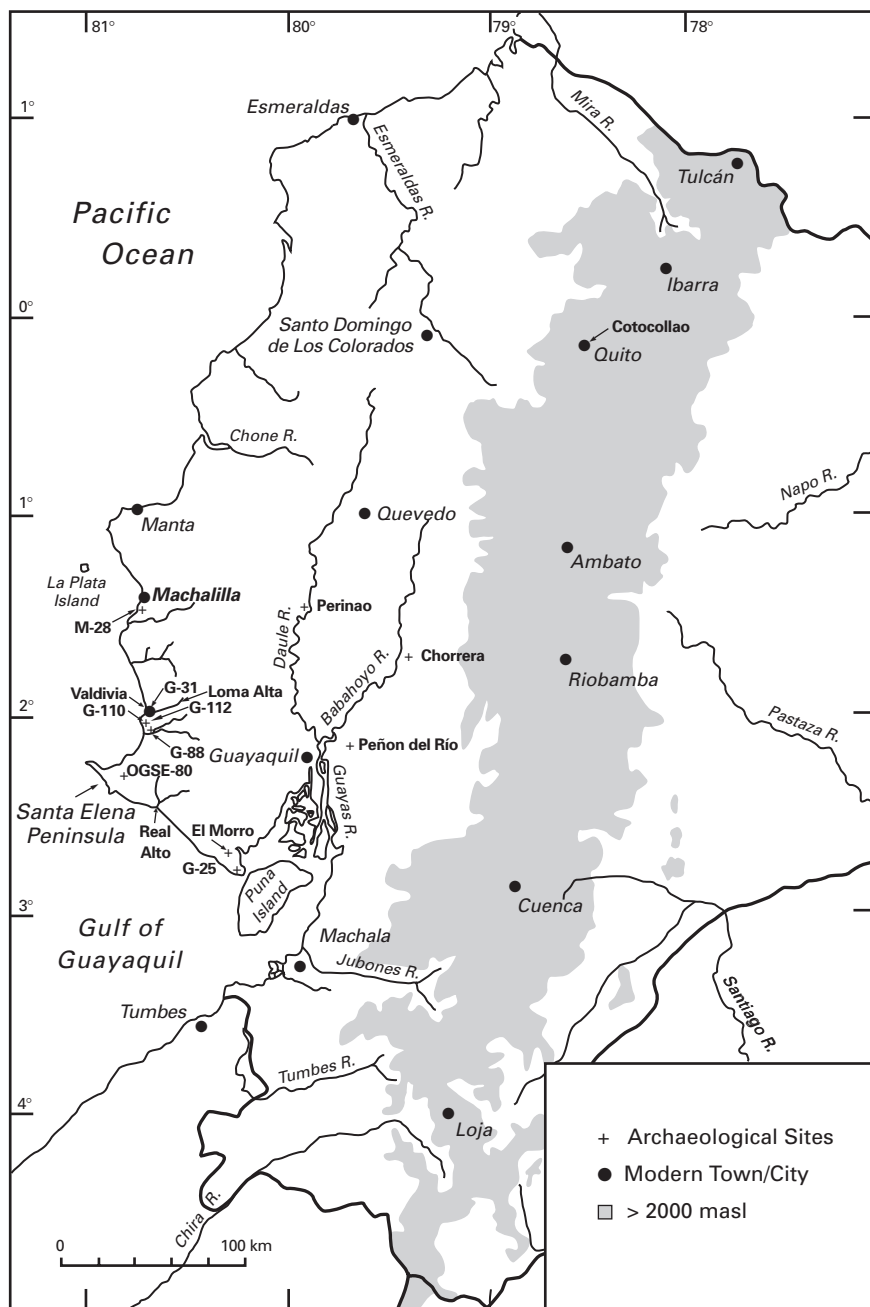 81°
80°
79°
78°
1°
0°
1°
2°
3°
4°
Esmeraldas
Esmeraldas R.
Mira R.
Tulcán
Pacific
Ocean
Ibarra
Santo Domingo
de Los Colorados
Cotocollao
Quito
Chone R.
Napo R.
Manta
Quevedo
Ambato
La Plata
Island
Machalilla
M-28
Daule R.
Perinao
Babahoyo R.
Chorrera
Riobamba
Valdivia
G-31
Loma Alta
G-110
G-112
G-88
Pastaza R.
Guayaquil
Peñon del Río
OGSE-80
Guayas R.
Santa Elena
Peninsula
Real
Alto
El Morro
G-25
Puna
Island
Cuenca
Gulf of
Guayaquil
Machala
Jubones R.
Santiago R.
Tumbes
Tumbes R.
Loja
Chira R.
0 100 km
+ Archaeological Sites
● Modern Town/City
> 2000 masl